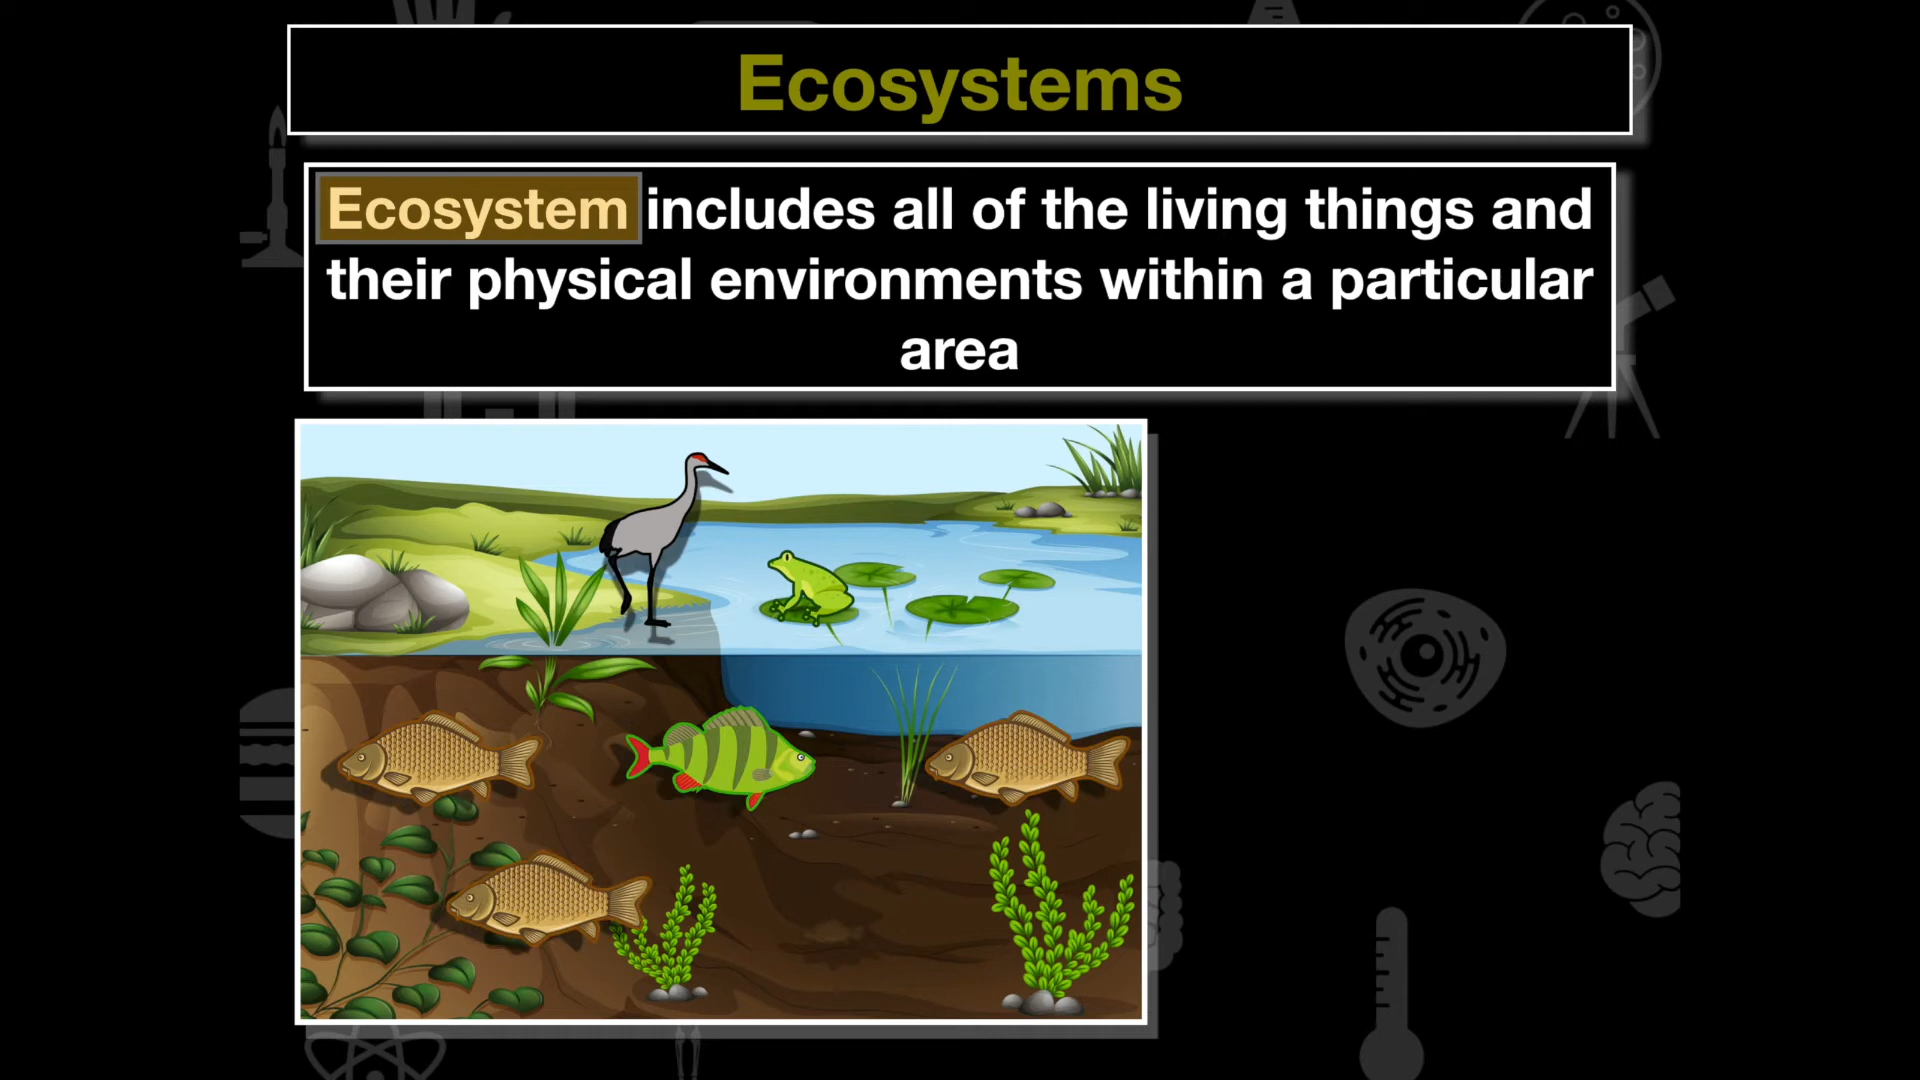 Ecosystems
Ecosystem includes all of the living things and
their physical environments within a particular
area